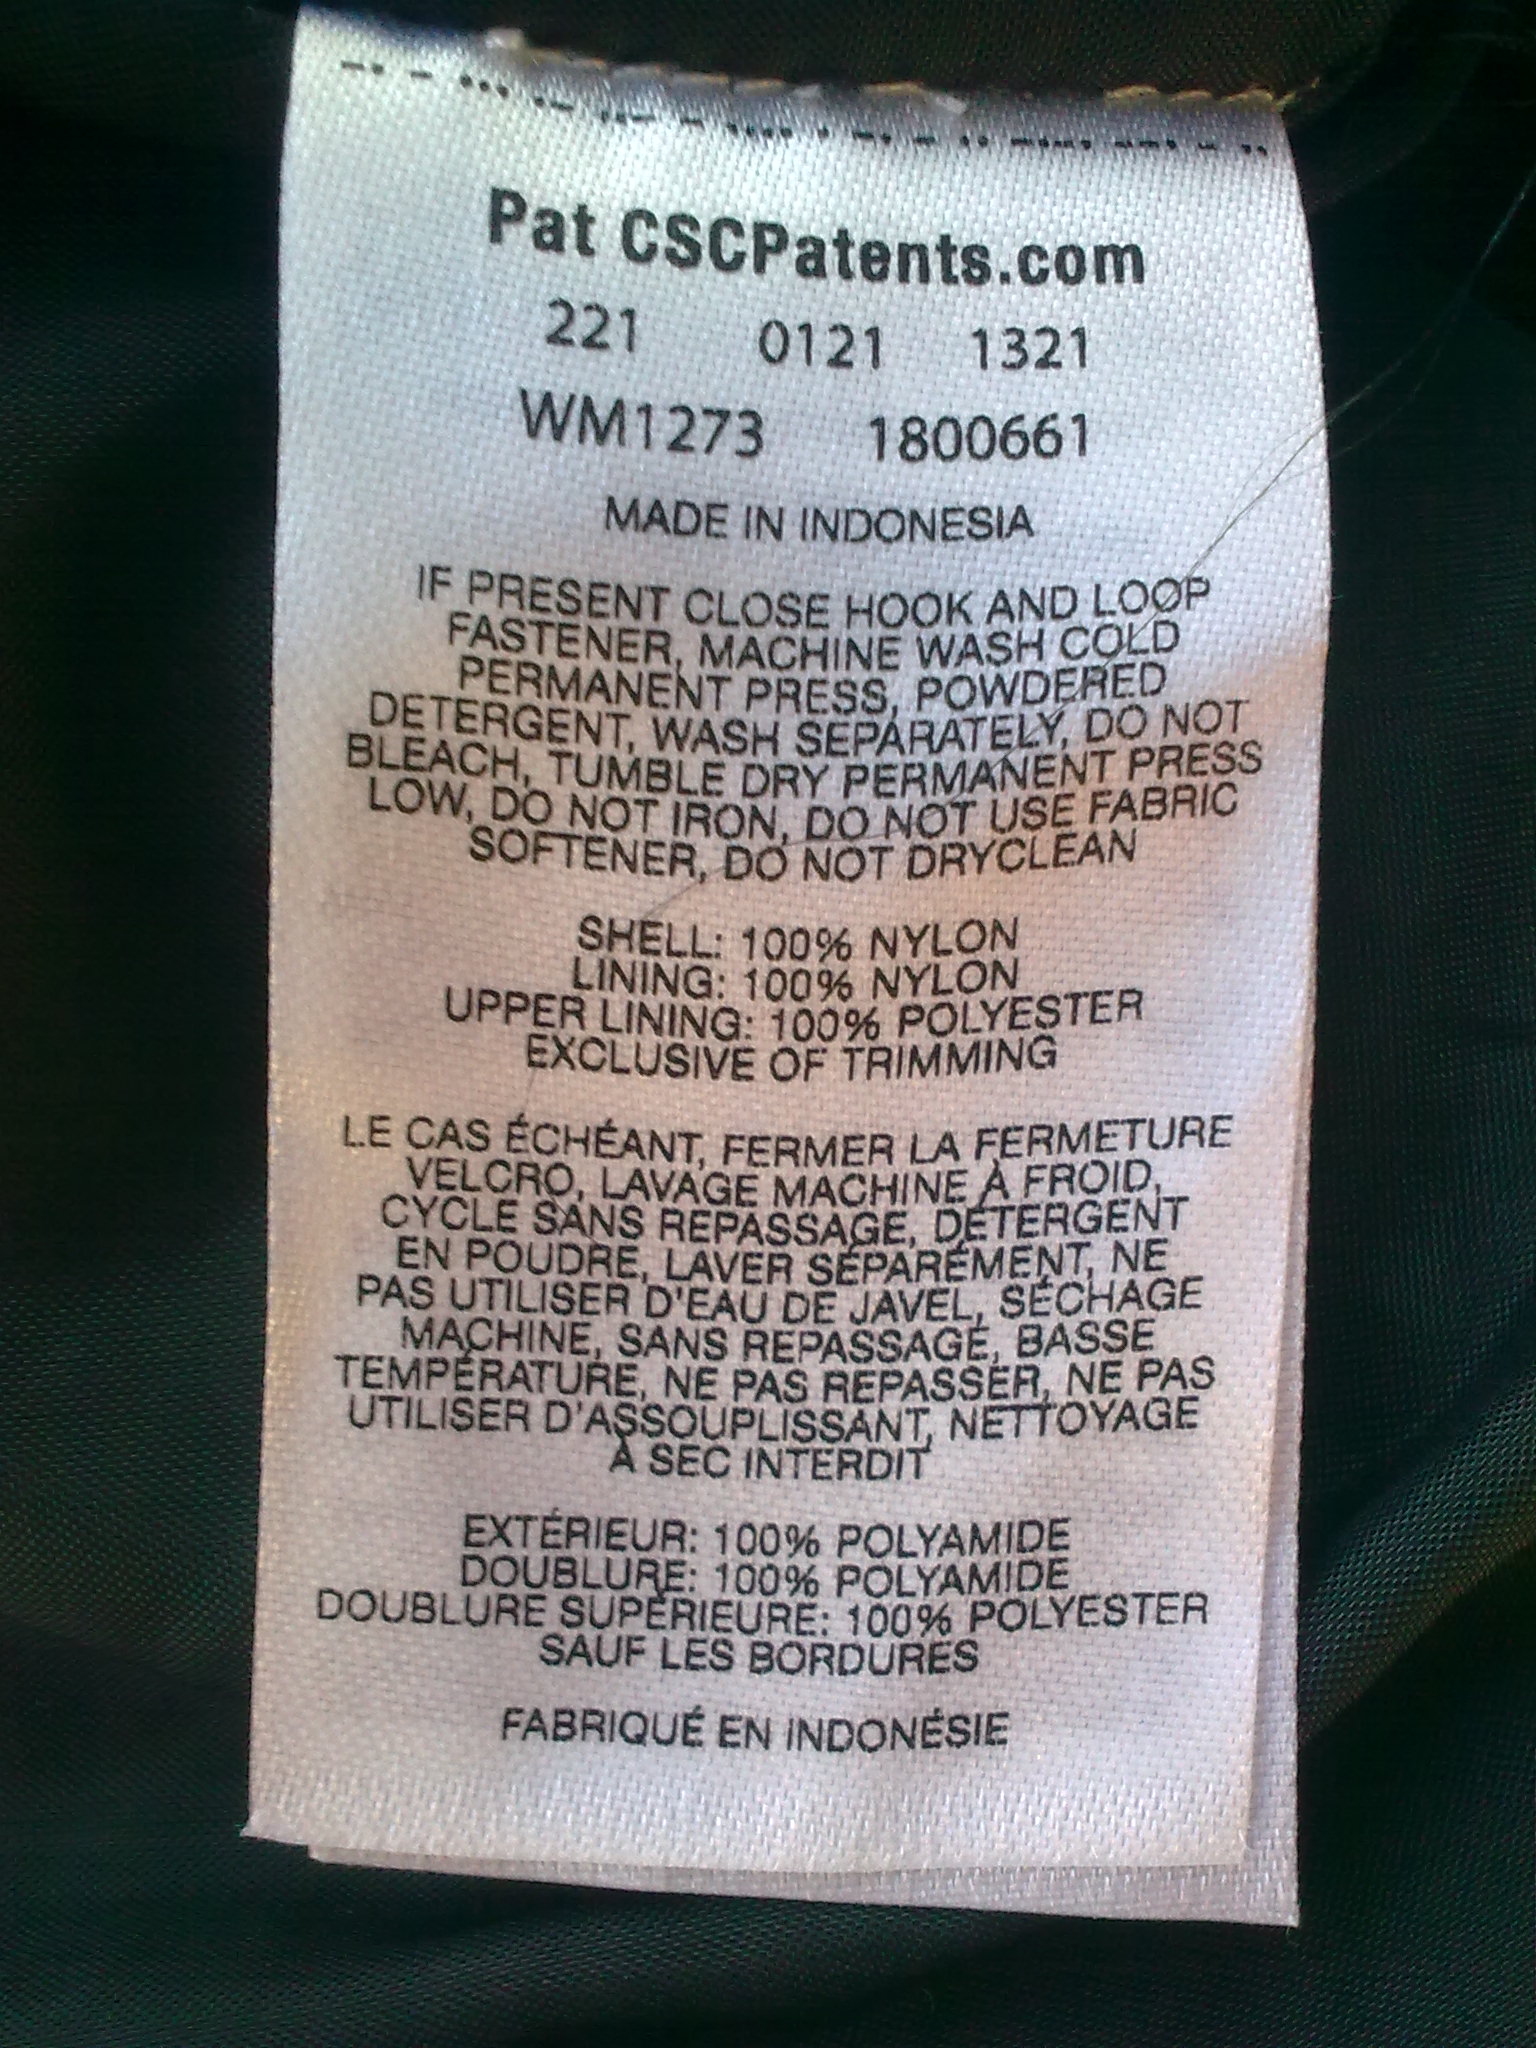 Pat CSCPatents.com
221 0121 1321
WM1273 1800661
MADE IN INDONESIA
IF PRESENT CLOSE HOOK AND LOOP
FASTENER, MACHINE WASH COLD
PERMANENT PRESS, POWDERED
DETERGENT, WASH SEPARATELY, DO NOT
BLEACH, TUMBLE DRY PERMANENT PRESS
LOW, DO NOT IRON, DO NOT USE FABRIC
SOFTENER, DO NOT DRYCLEAN
SHELL: 100% NYLON
LINING: 100% NYLON
UPPER LINING: 100% POLYESTER
EXCLUSIVE OF TRIMMING
LE CAS ÉCHÉANT, FERMER LA FERMETURE
VELCRO, LAVAGE MACHINE À FROID,
CYCLE SANS REPASSAGE, DÉTERGENT
EN POUDRE, LAVER SÉPARÉMENT, NE
PAS UTILISER D'EAU DE JAVEL, SÉCHAGE
MACHINE, SANS REPASSAGE, BASSE
TEMPÉRATURE, NE PAS REPASSER, NE PAS
UTILISER D'ASSOUPLISSANT, NETTOYAGE
À SEC INTERDIT
EXTÉRIEUR: 100% POLYAMIDE
DOUBLURE: 100% POLYAMIDE
DOUBLURE SUPÉRIEURE: 100% POLYESTER
SAUF LES BORDURES
FABRIQUÉ EN INDONÉSIE